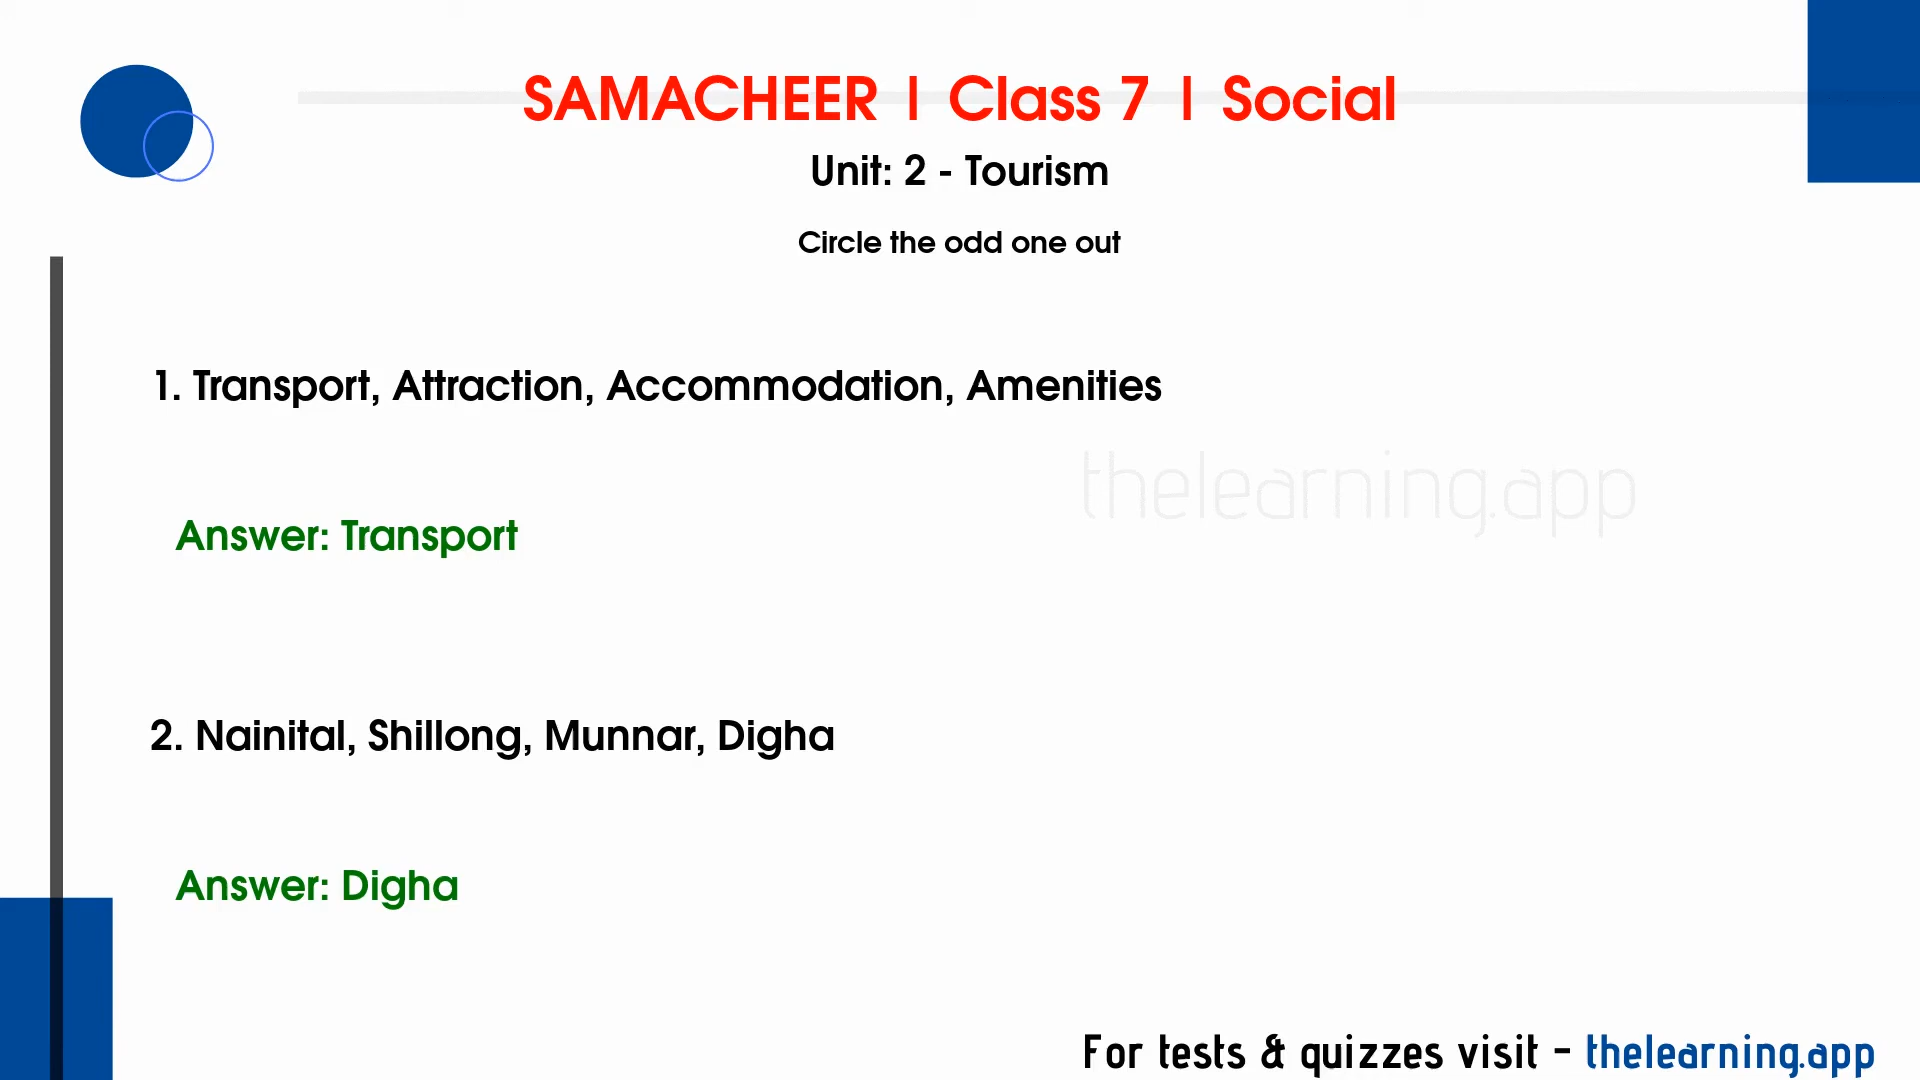 SAMACHEER | Class 7 | Social
Unit: 2 - Tourism
Circle the odd one out
1. Transport, Attraction, Accommodation, Amenities
thelearning.app
Answer: Transport
2. Nainital, Shillong, Munnar, Digha
Answer: Digha
For tests & quizzes visit - thelearning.app